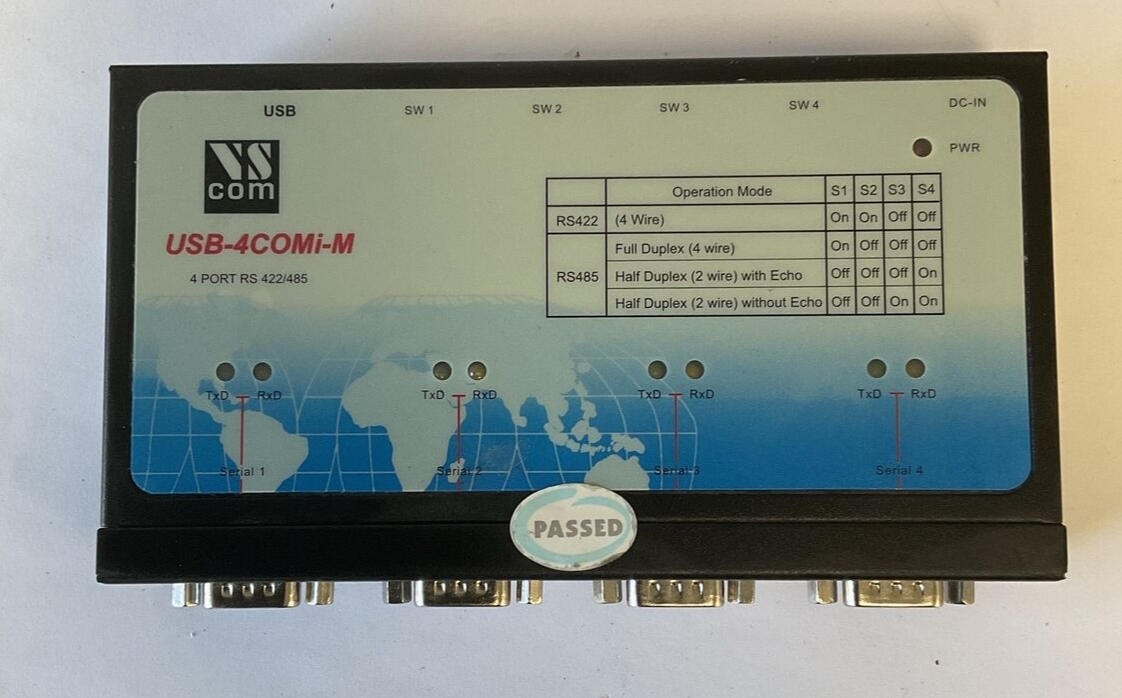 USB SW 1 SW 2 SW 3 SW 4 DC-IN
PWR
VS
com
USB-4COMi-M
4 PORT RS 422/485
Operation Mode S1 S2 S3 S4
RS422 (4 Wire) On On Off Off
RS485 Full Duplex (4 wire) On Off Off Off
Half Duplex (2 wire) with Echo Off Off Off On
Half Duplex (2 wire) without Echo Off Off On On
TxD RxD TxD RxD TxD RxD TxD RxD
Serial 1 Serial 2 Serial 3 Serial 4
PASSED